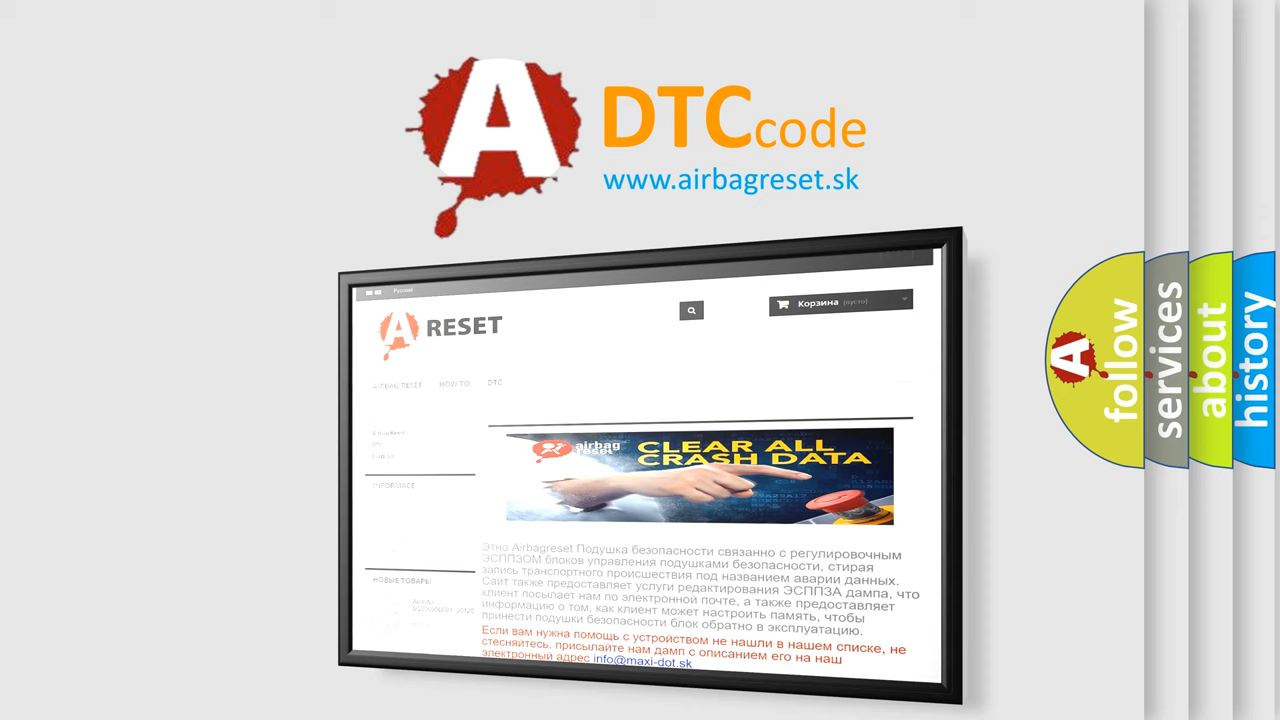 A DTCcode
www.airbagreset.sk
Русский
A RESET
Корзина (пусто)
AIRBAG RESET HOW TO DTC
INFORMACE
airbag
reset
CLEAR ALL
CRASH DATA
Этно Airbagreset Подушка безопасности связанно с регулировочным
ЭСППЗОМ блоков управления подушками безопасности, стирая
запись транспортного происшествия под названием аварии данных.
Сайт также предоставляет услуги редактирования ЭСППЗА дампа, что
клиент посылает нам по электронной почте, а также предоставляет
информацию о том, как клиент может настроить память, чтобы
принести подушки безопасности блок обратно в эксплуатацию.
Если вам нужна помощь с устройством не нашли в нашем списке, не
стесняйтесь, присылайте нам дамп с описанием его на наш
электронный адрес info@maxi-dot.sk
НОВЫЕ ТОВАРЫ
A follow
services
about
history